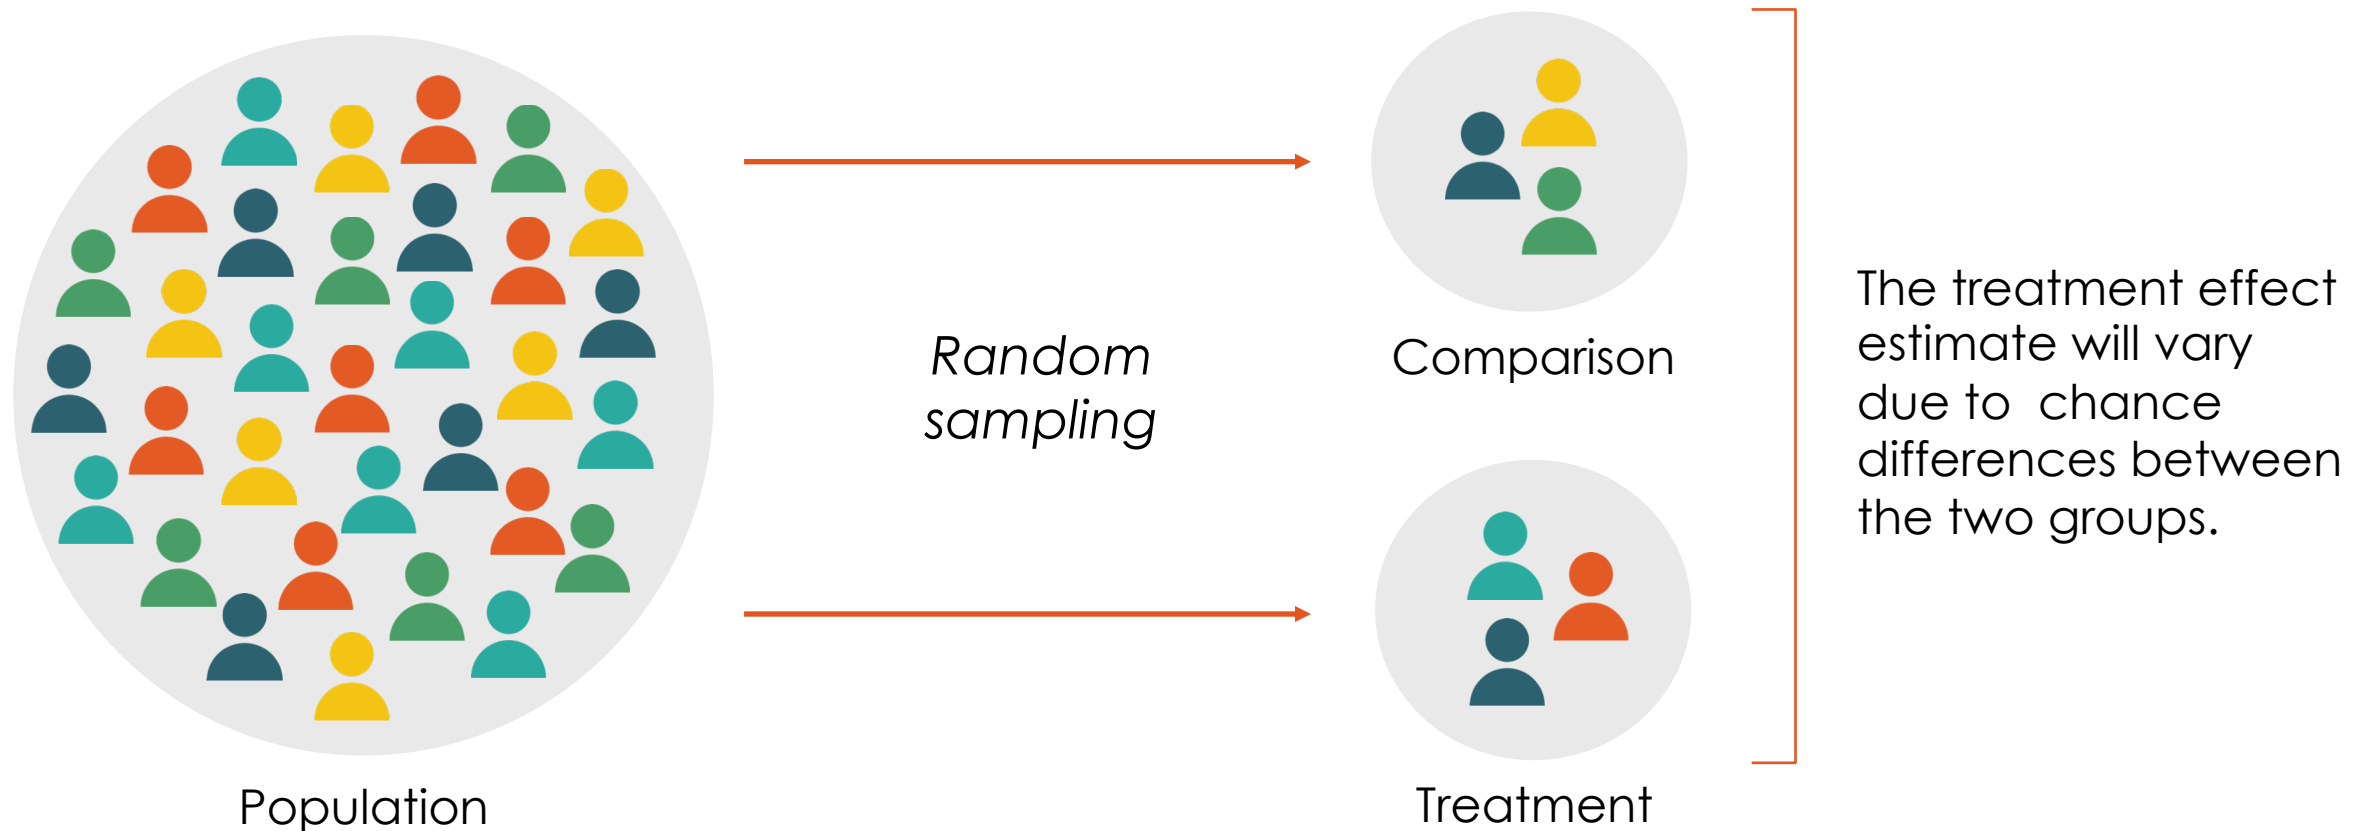 Population
Random
sampling
Comparison
Treatment
The treatment effect
estimate will vary
due to  chance
differences between
the two groups.